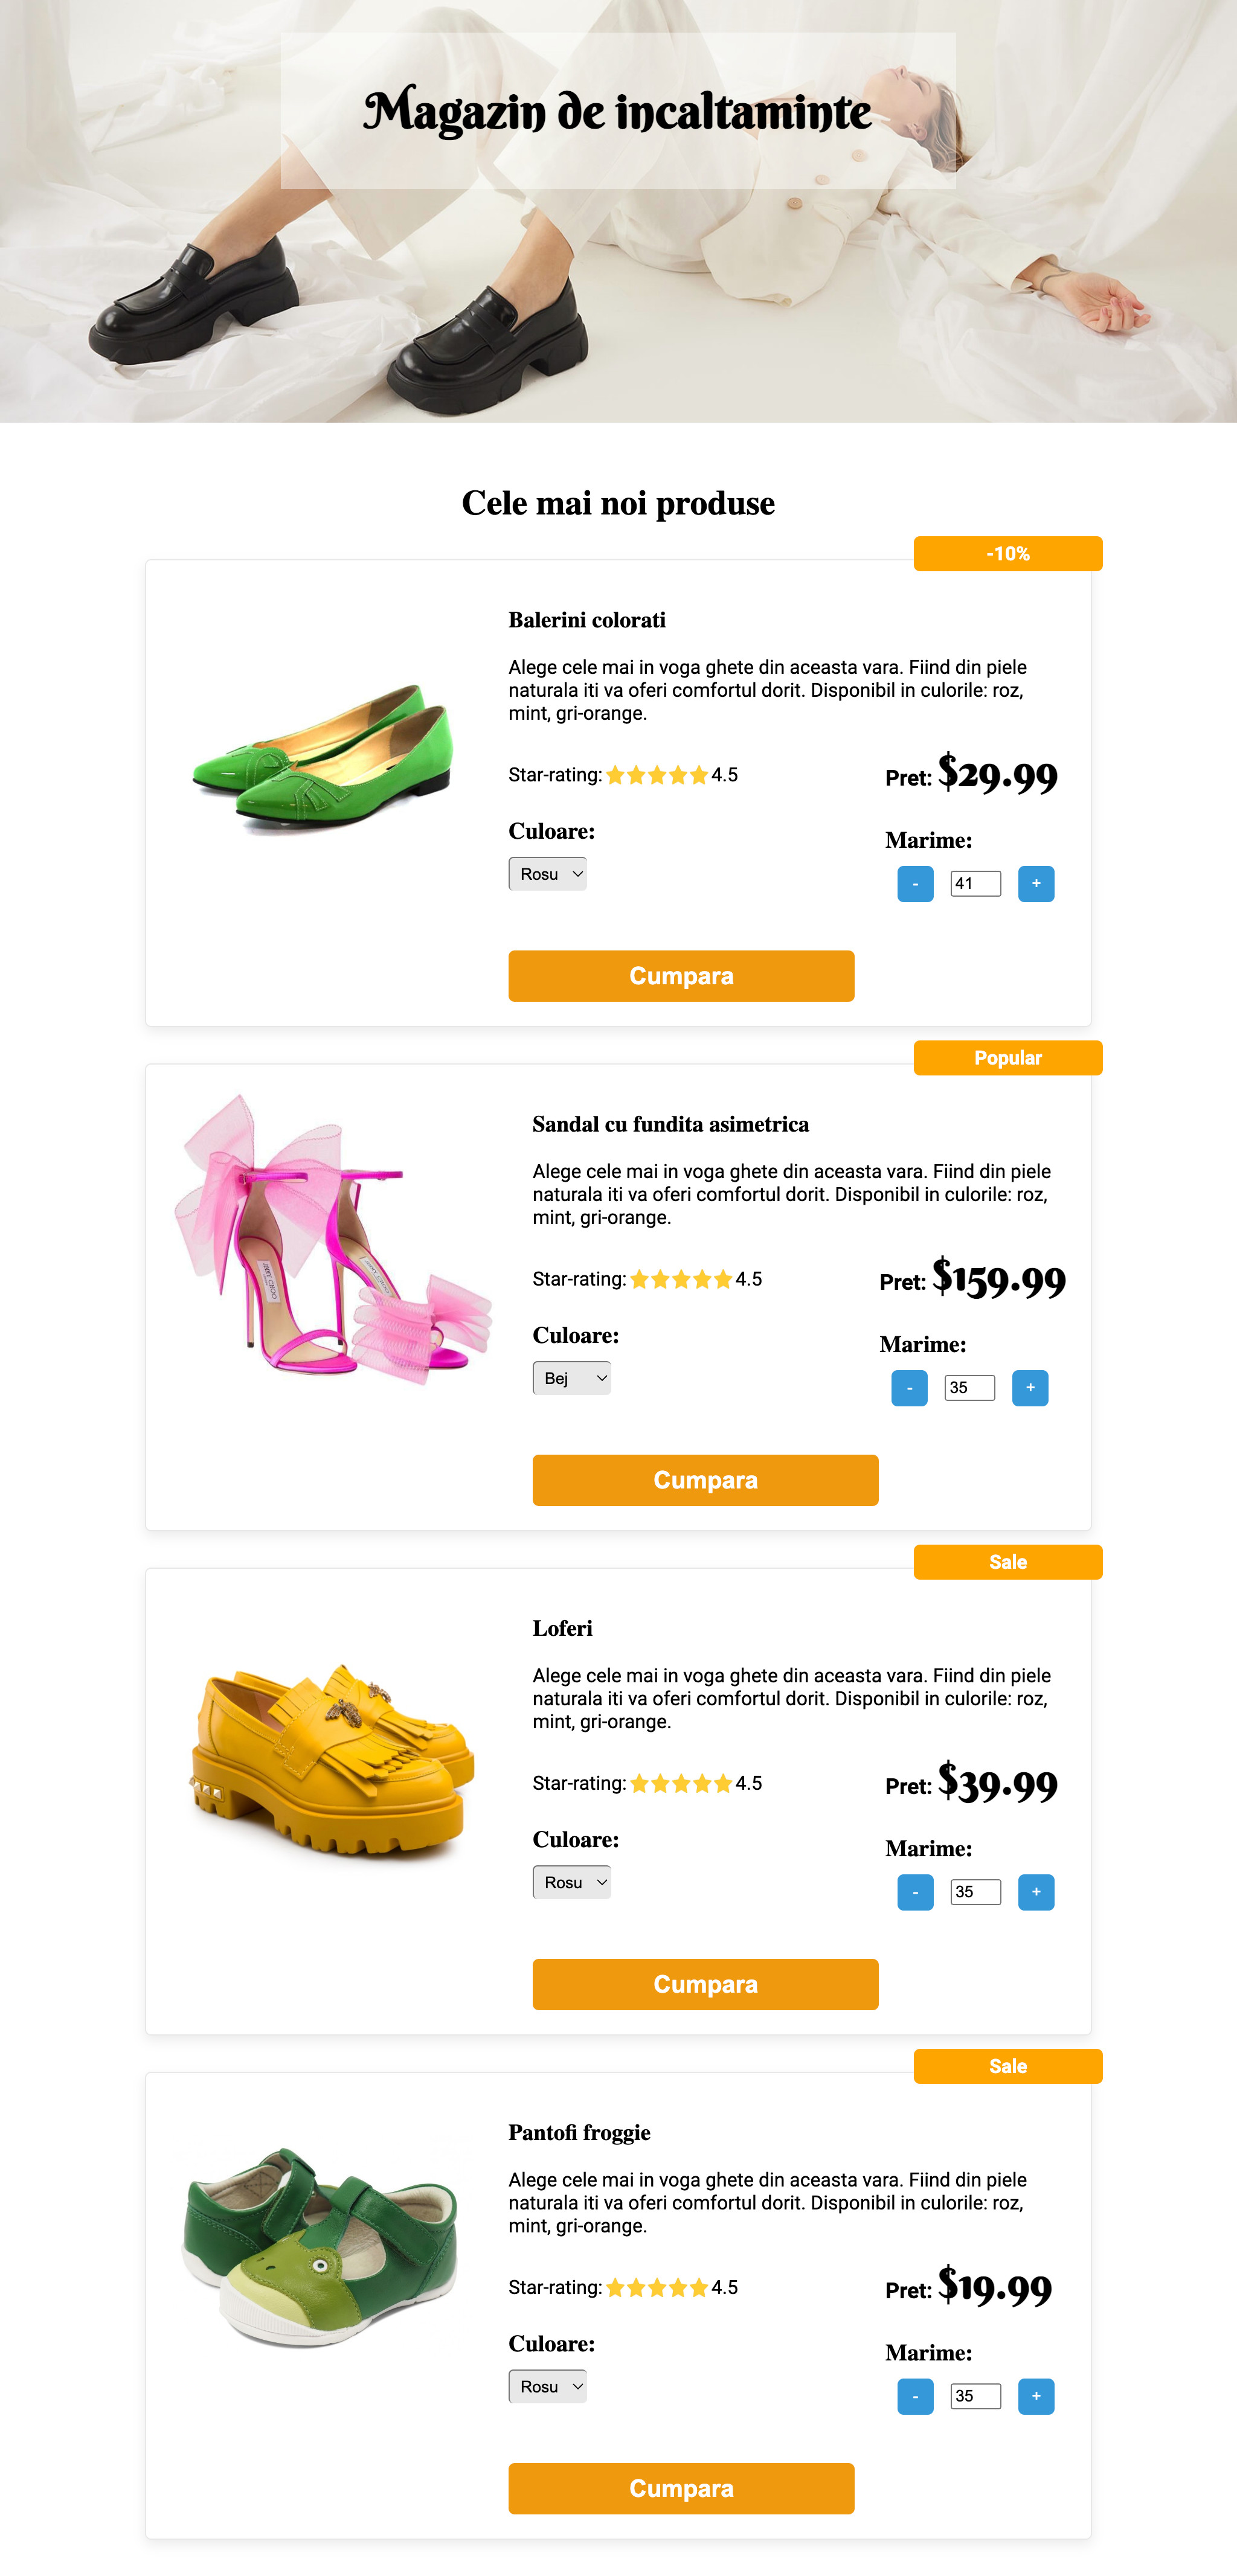 Magazin de incaltaminte
Cele mai noi produse
-10%
Balerini colorati
Alege cele mai in voga ghete din aceasta vara. Fiind din piele
naturala iti va oferi comfortul dorit. Disponibil in culorile: roz,
mint, gri-orange.
Star-rating: 4.5
Pret: $29.99
Culoare:
Marime:
Rosu
- 41 +
Cumpara
Popular
Sandal cu fundita asimetrica
Alege cele mai in voga ghete din aceasta vara. Fiind din piele
naturala iti va oferi comfortul dorit. Disponibil in culorile: roz,
mint, gri-orange.
Star-rating: 4.5
Pret: $159.99
Culoare:
Marime:
Bej
- 35 +
Cumpara
Sale
Loferi
Alege cele mai in voga ghete din aceasta vara. Fiind din piele
naturala iti va oferi comfortul dorit. Disponibil in culorile: roz,
mint, gri-orange.
Star-rating: 4.5
Pret: $39.99
Culoare:
Marime:
Rosu
- 35 +
Cumpara
Sale
Pantofi froggie
Alege cele mai in voga ghete din aceasta vara. Fiind din piele
naturala iti va oferi comfortul dorit. Disponibil in culorile: roz,
mint, gri-orange.
Star-rating: 4.5
Pret: $19.99
Culoare:
Marime:
Rosu
- 35 +
Cumpara